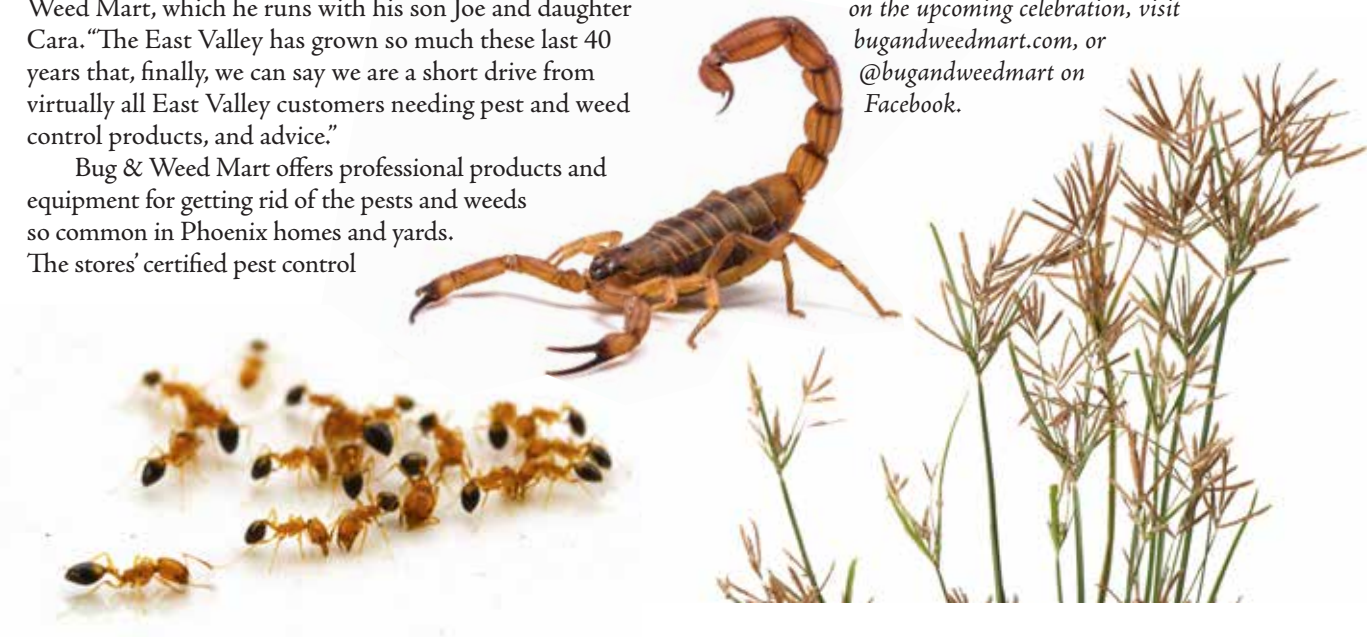 Weed Mart, which he runs with his son Joe and daughter
Cara. “The East Valley has grown so much these last 40
years that, finally, we can say we are a short drive from
virtually all East Valley customers needing pest and weed
control products, and advice.”
Bug & Weed Mart offers professional products and
equipment for getting rid of the pests and weeds
so common in Phoenix homes and yards.
The stores’ certified pest control
on the upcoming celebration, visit
bugandweedmart.com, or
@bugandweedmart on
Facebook.